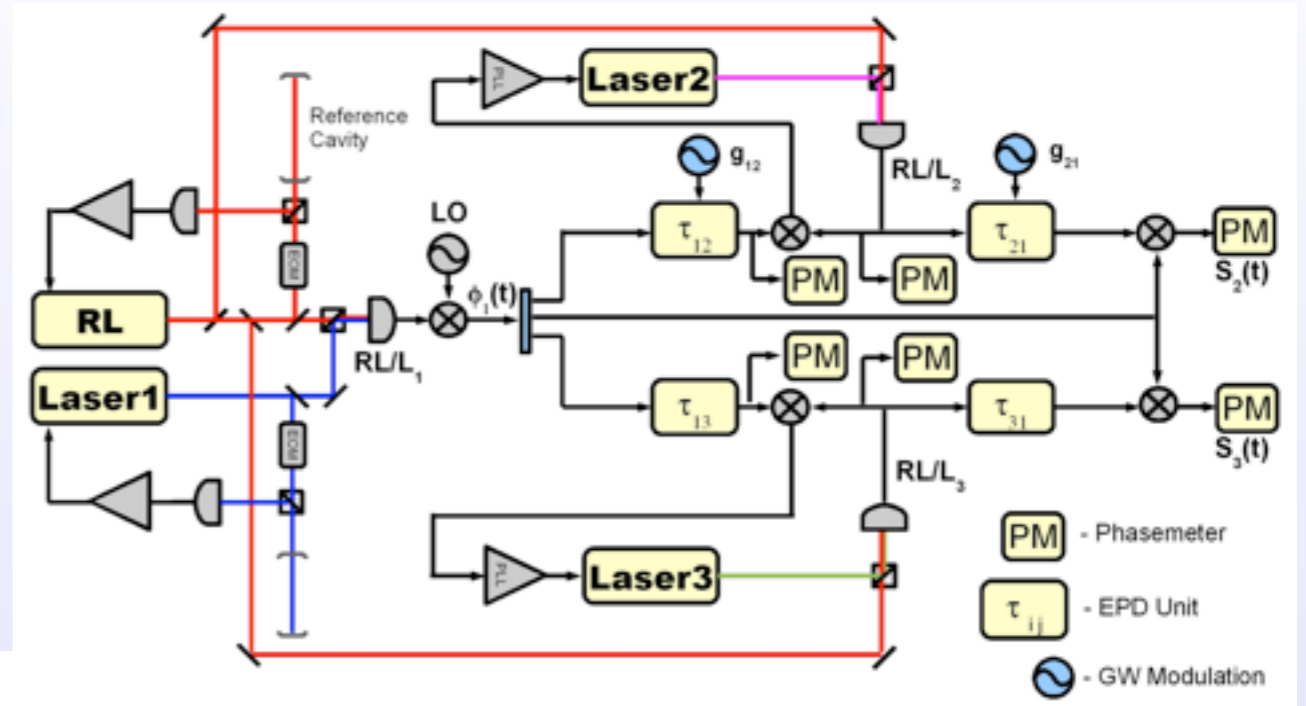 PLL
Laser2
Reference
Cavity
g12
RL/L2
g21
LO
τ12
τ21
PM
EOM
PM
PM
S2(t)
ϕ1(t)
RL
RL/L1
PM
PM
Laser1
τ13
τ31
PM
EOM
S3(t)
RL/L3
PM - Phasemeter
PLL
Laser3
τij - EPD Unit
- GW Modulation